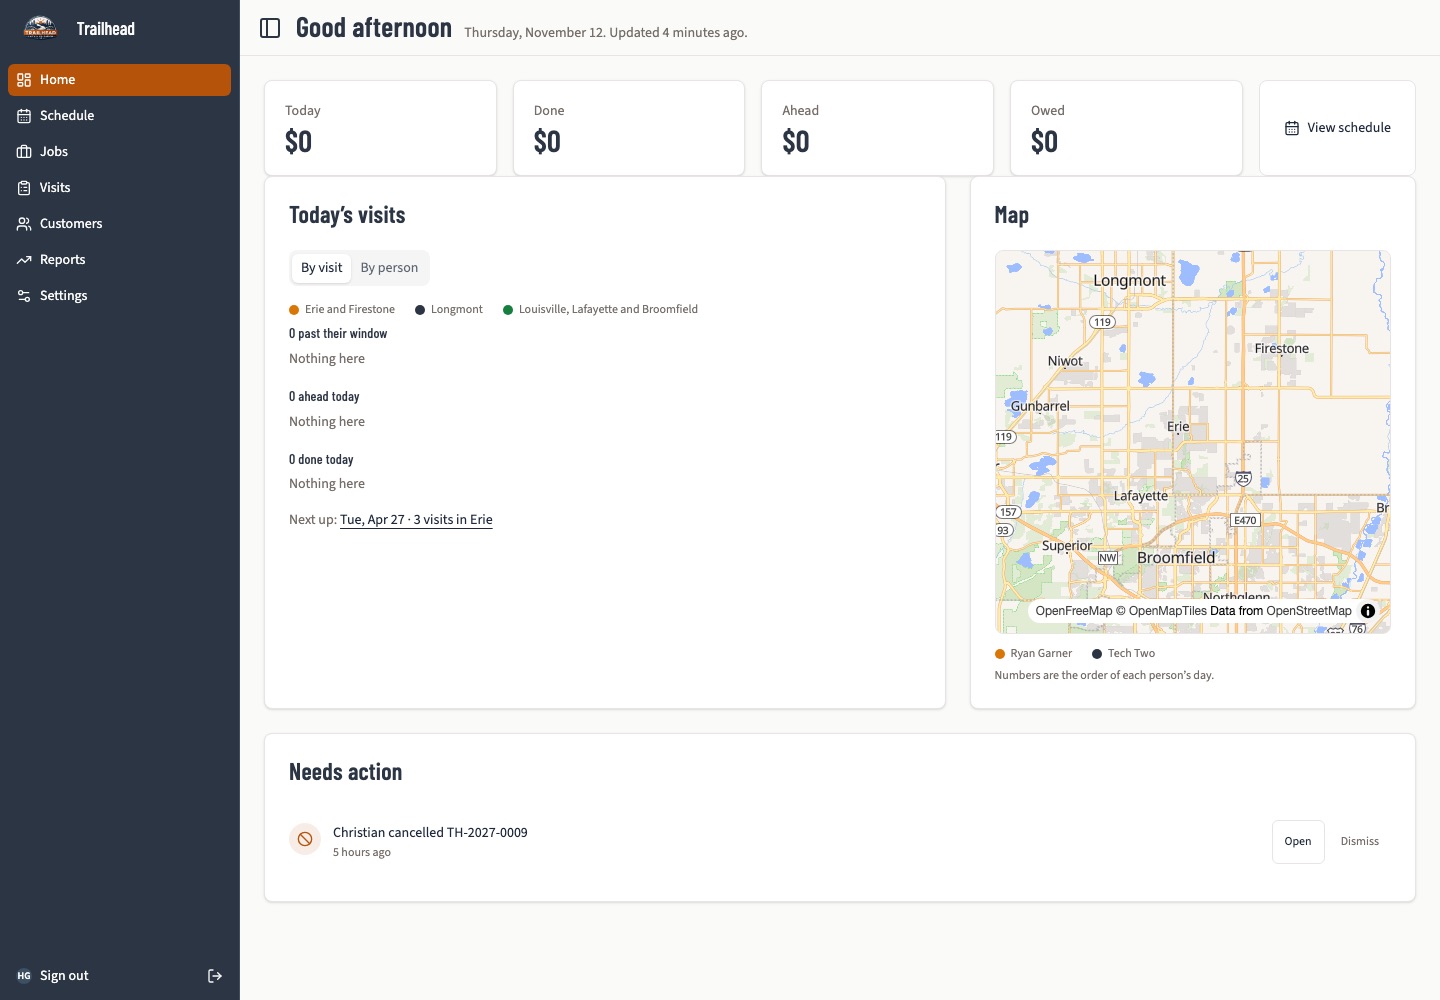 TRAILHEAD
Trailhead
Good afternoon
Thursday, November 12. Updated 4 minutes ago.
Home
Schedule
Jobs
Visits
Customers
Reports
Settings
Today
$0
Done
$0
Ahead
$0
Owed
$0
View schedule
Today's visits
By visit
By person
Erie and Firestone
Longmont
Louisville, Lafayette and Broomfield
0 past their window
Nothing here
0 ahead today
Nothing here
0 done today
Nothing here
Next up: Tue, Apr 27 · 3 visits in Erie
Map
Longmont
119
Firestone
Niwot
Gunbarrel
Erie
119
25
Lafayette
157
Br
E470
93
Superior
NW
Broomfield
Northglenn
OpenFreeMap © OpenMapTiles Data from OpenStreetMap
76
Ryan Garner
Tech Two
Numbers are the order of each person's day.
Needs action
Christian cancelled TH-2027-0009
5 hours ago
Open
Dismiss
HG
Sign out